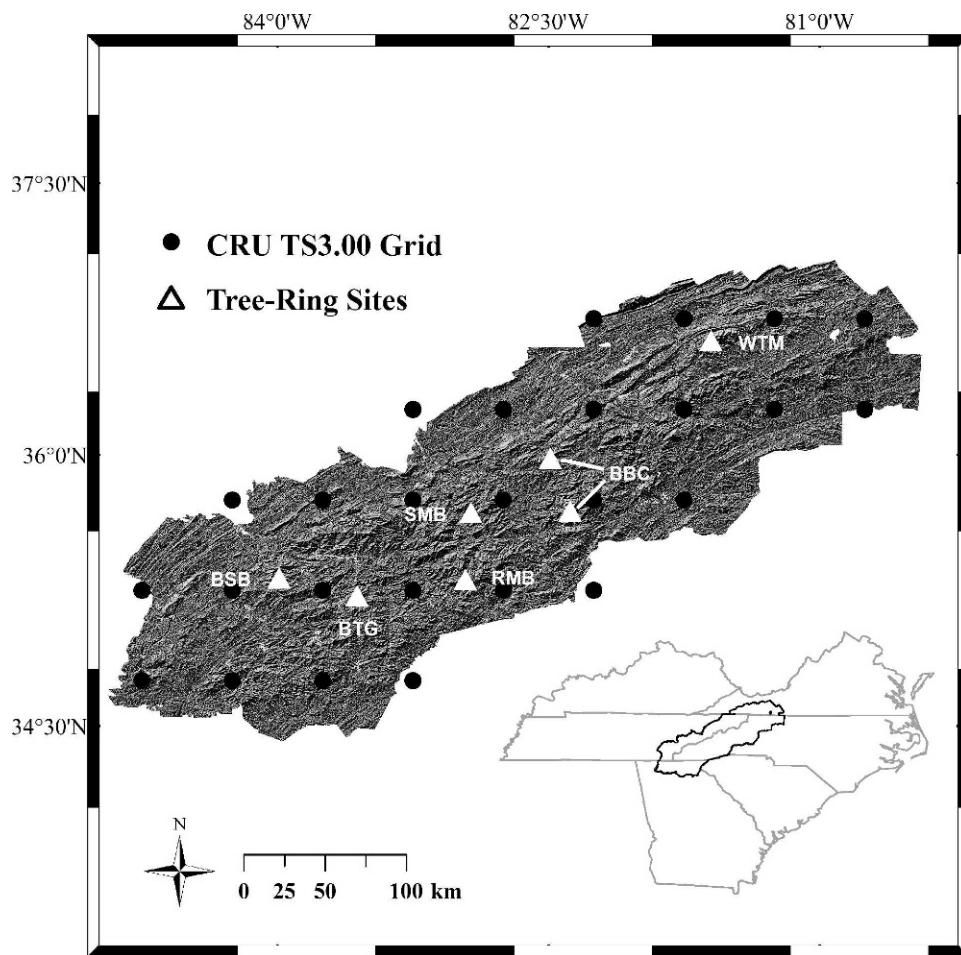 84°0'W 82°30'W 81°0'W
37°30'N
CRU TS3.00 Grid
Tree-Ring Sites
WTM
36°0'N
BBC
SMB
BSB
RMB
BTG
34°30'N
N
0 25 50 100 km